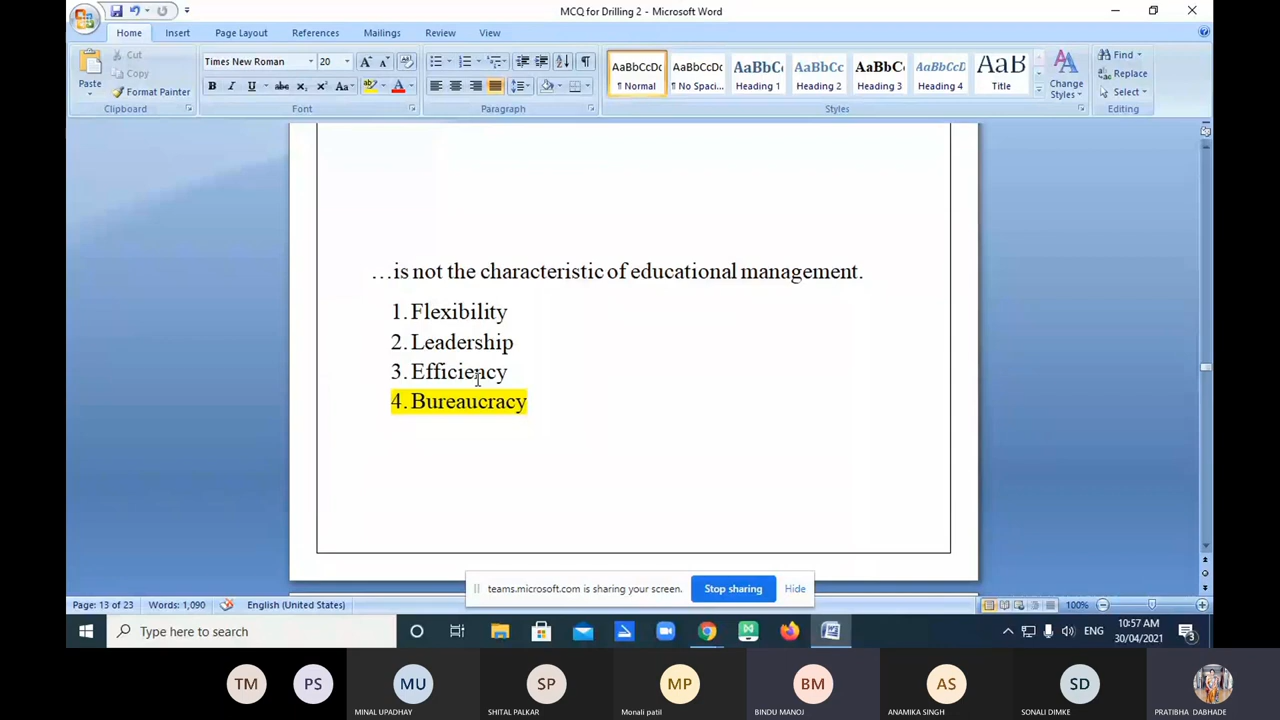 MCQ for Drilling 2 - Microsoft Word
Home Insert Page Layout References Mailings Review View
Paste
Cut
Copy
Format Painter
Clipboard
Times New Roman 20
Font
Paragraph
AaBbCcDc AaBbCcDc AaBbCc AaBbCc AaBbCc AaBbCcD AaB
¶ Normal ¶ No Spaci... Heading 1 Heading 2 Heading 3 Heading 4 Title
Change
Styles
Styles
Find
Replace
Select
Editing
…is not the characteristic of educational management.
1. Flexibility
2. Leadership
3. Efficiency
4. Bureaucracy
teams.microsoft.com is sharing your screen. Stop sharing Hide
Page: 13 of 23 Words: 1,090 English (United States) 100%
Type here to search
ENG
10:57 AM
30/04/2021
3
TM PS MU SP MP BM AS SD
MINAL UPADHAY SHITAL PALKAR Monali patil BINDU MANOJ ANAMIKA SINGH SONALI DIMKE PRATIBHA DABHADE